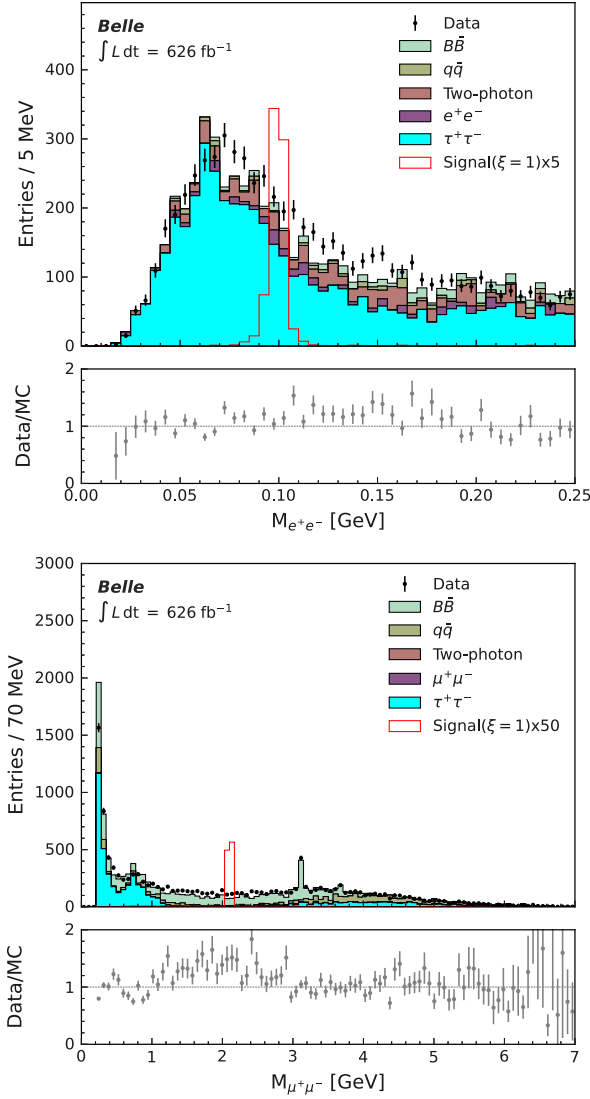 Belle
∫ L dt = 626 fb⁻¹
Data
BB̄
qq̄
Two-photon
e⁺e⁻
τ⁺τ⁻
Signal(ξ = 1)x5
Entries / 5 MeV
400
300
200
100
0
Data/MC
2
1
0
0.00 0.05 0.10 0.15 0.20 0.25
M_{e⁺e⁻} [GeV]
Belle
∫ L dt = 626 fb⁻¹
Data
BB̄
qq̄
Two-photon
μ⁺μ⁻
τ⁺τ⁻
Signal(ξ = 1)x50
Entries / 70 MeV
3000
2500
2000
1500
1000
500
0
Data/MC
2
1
0
0 1 2 3 4 5 6 7
M_{μ⁺μ⁻} [GeV]